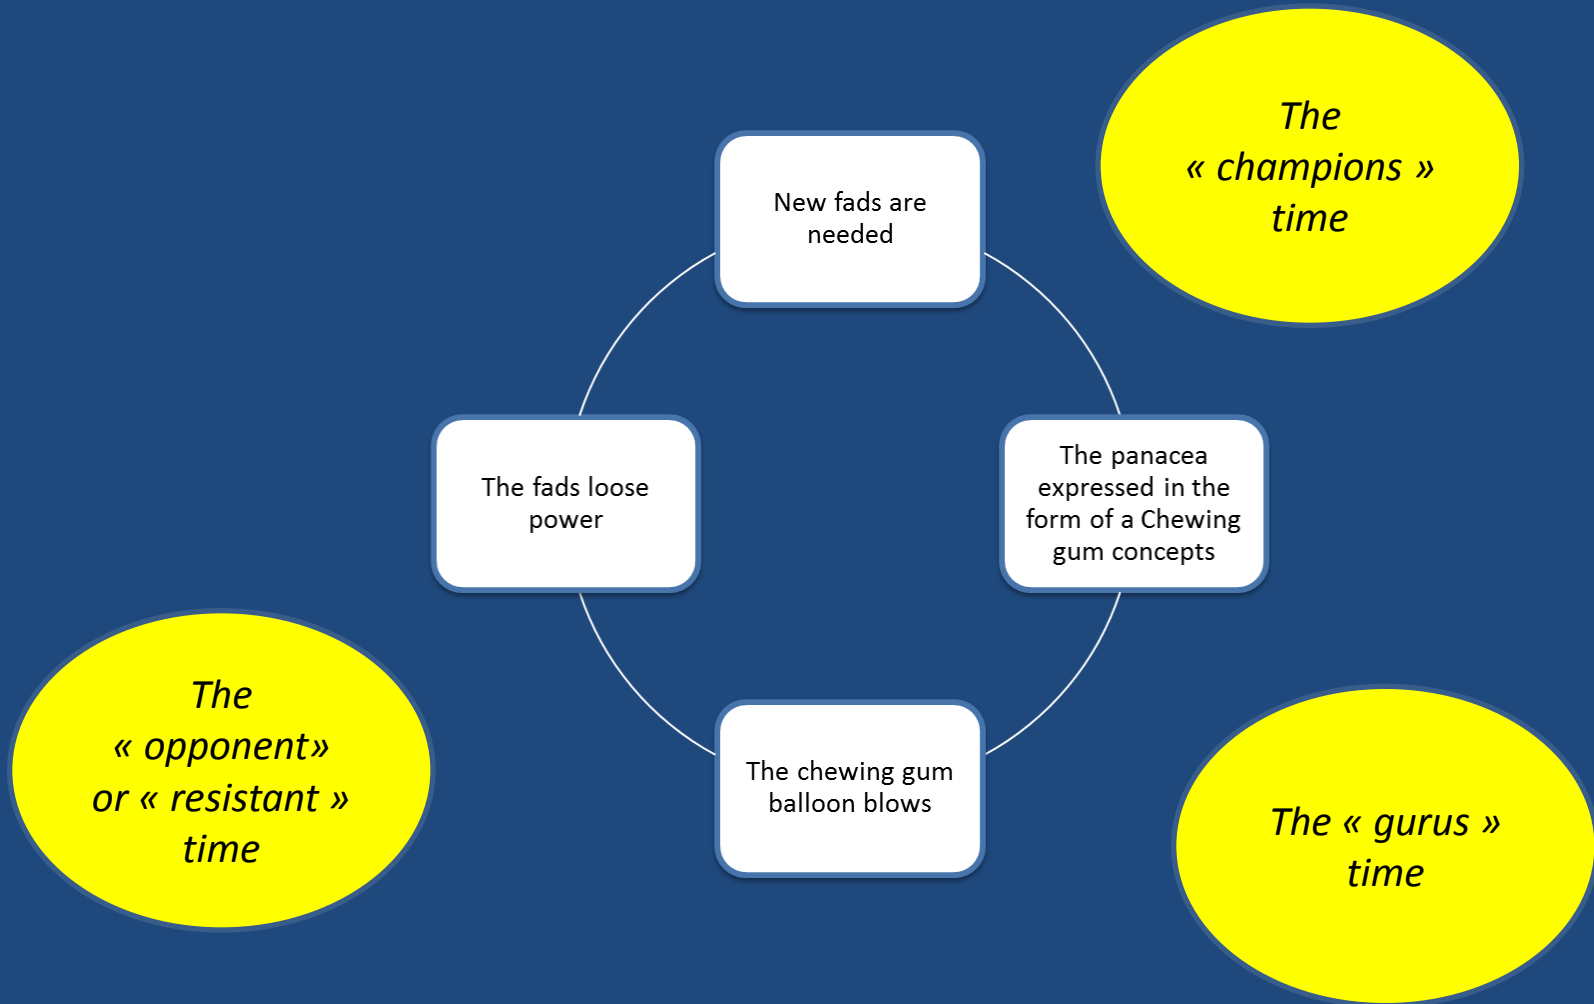 The
« champions »
time
New fads are
needed
The panacea
expressed in the
form of a Chewing
gum concepts
The fads loose
power
The chewing gum
balloon blows
The
« opponent»
or « resistant »
time
The « gurus »
time